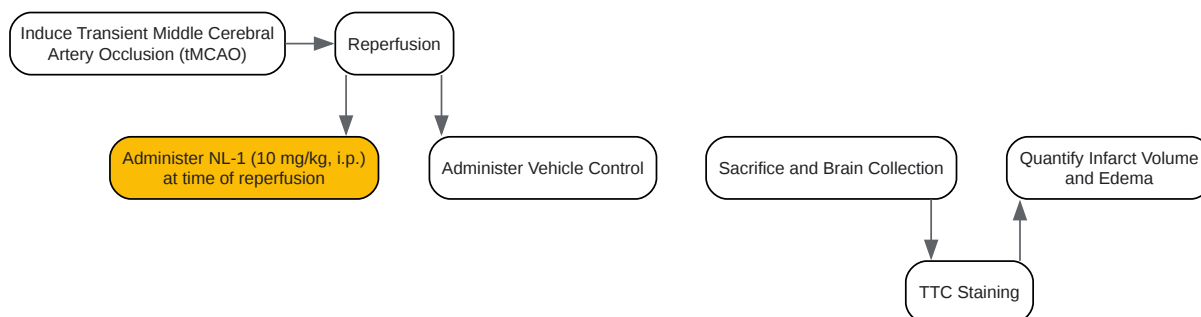 Induce Transient Middle Cerebral
Artery Occlusion (tMCAO)
Reperfusion
Administer NL-1 (10 mg/kg, i.p.)
at time of reperfusion
Administer Vehicle Control
Sacrifice and Brain Collection
Quantify Infarct Volume
and Edema
TTC Staining